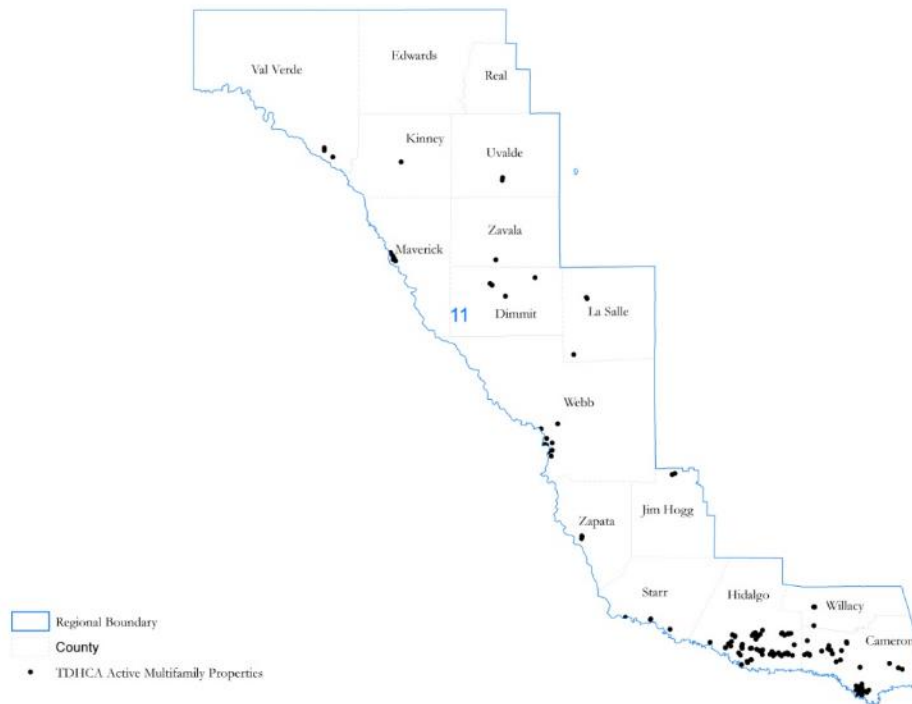 Edwards
Val Verde
Real
Kinney
Uvalde
9
Zavala
Maverick
La Salle
11
Dimmit
Webb
Jim Hogg
Zapata
Starr
Hidalgo
Willacy
Cameron
Regional Boundary
County
TDHCA Active Multifamily Properties